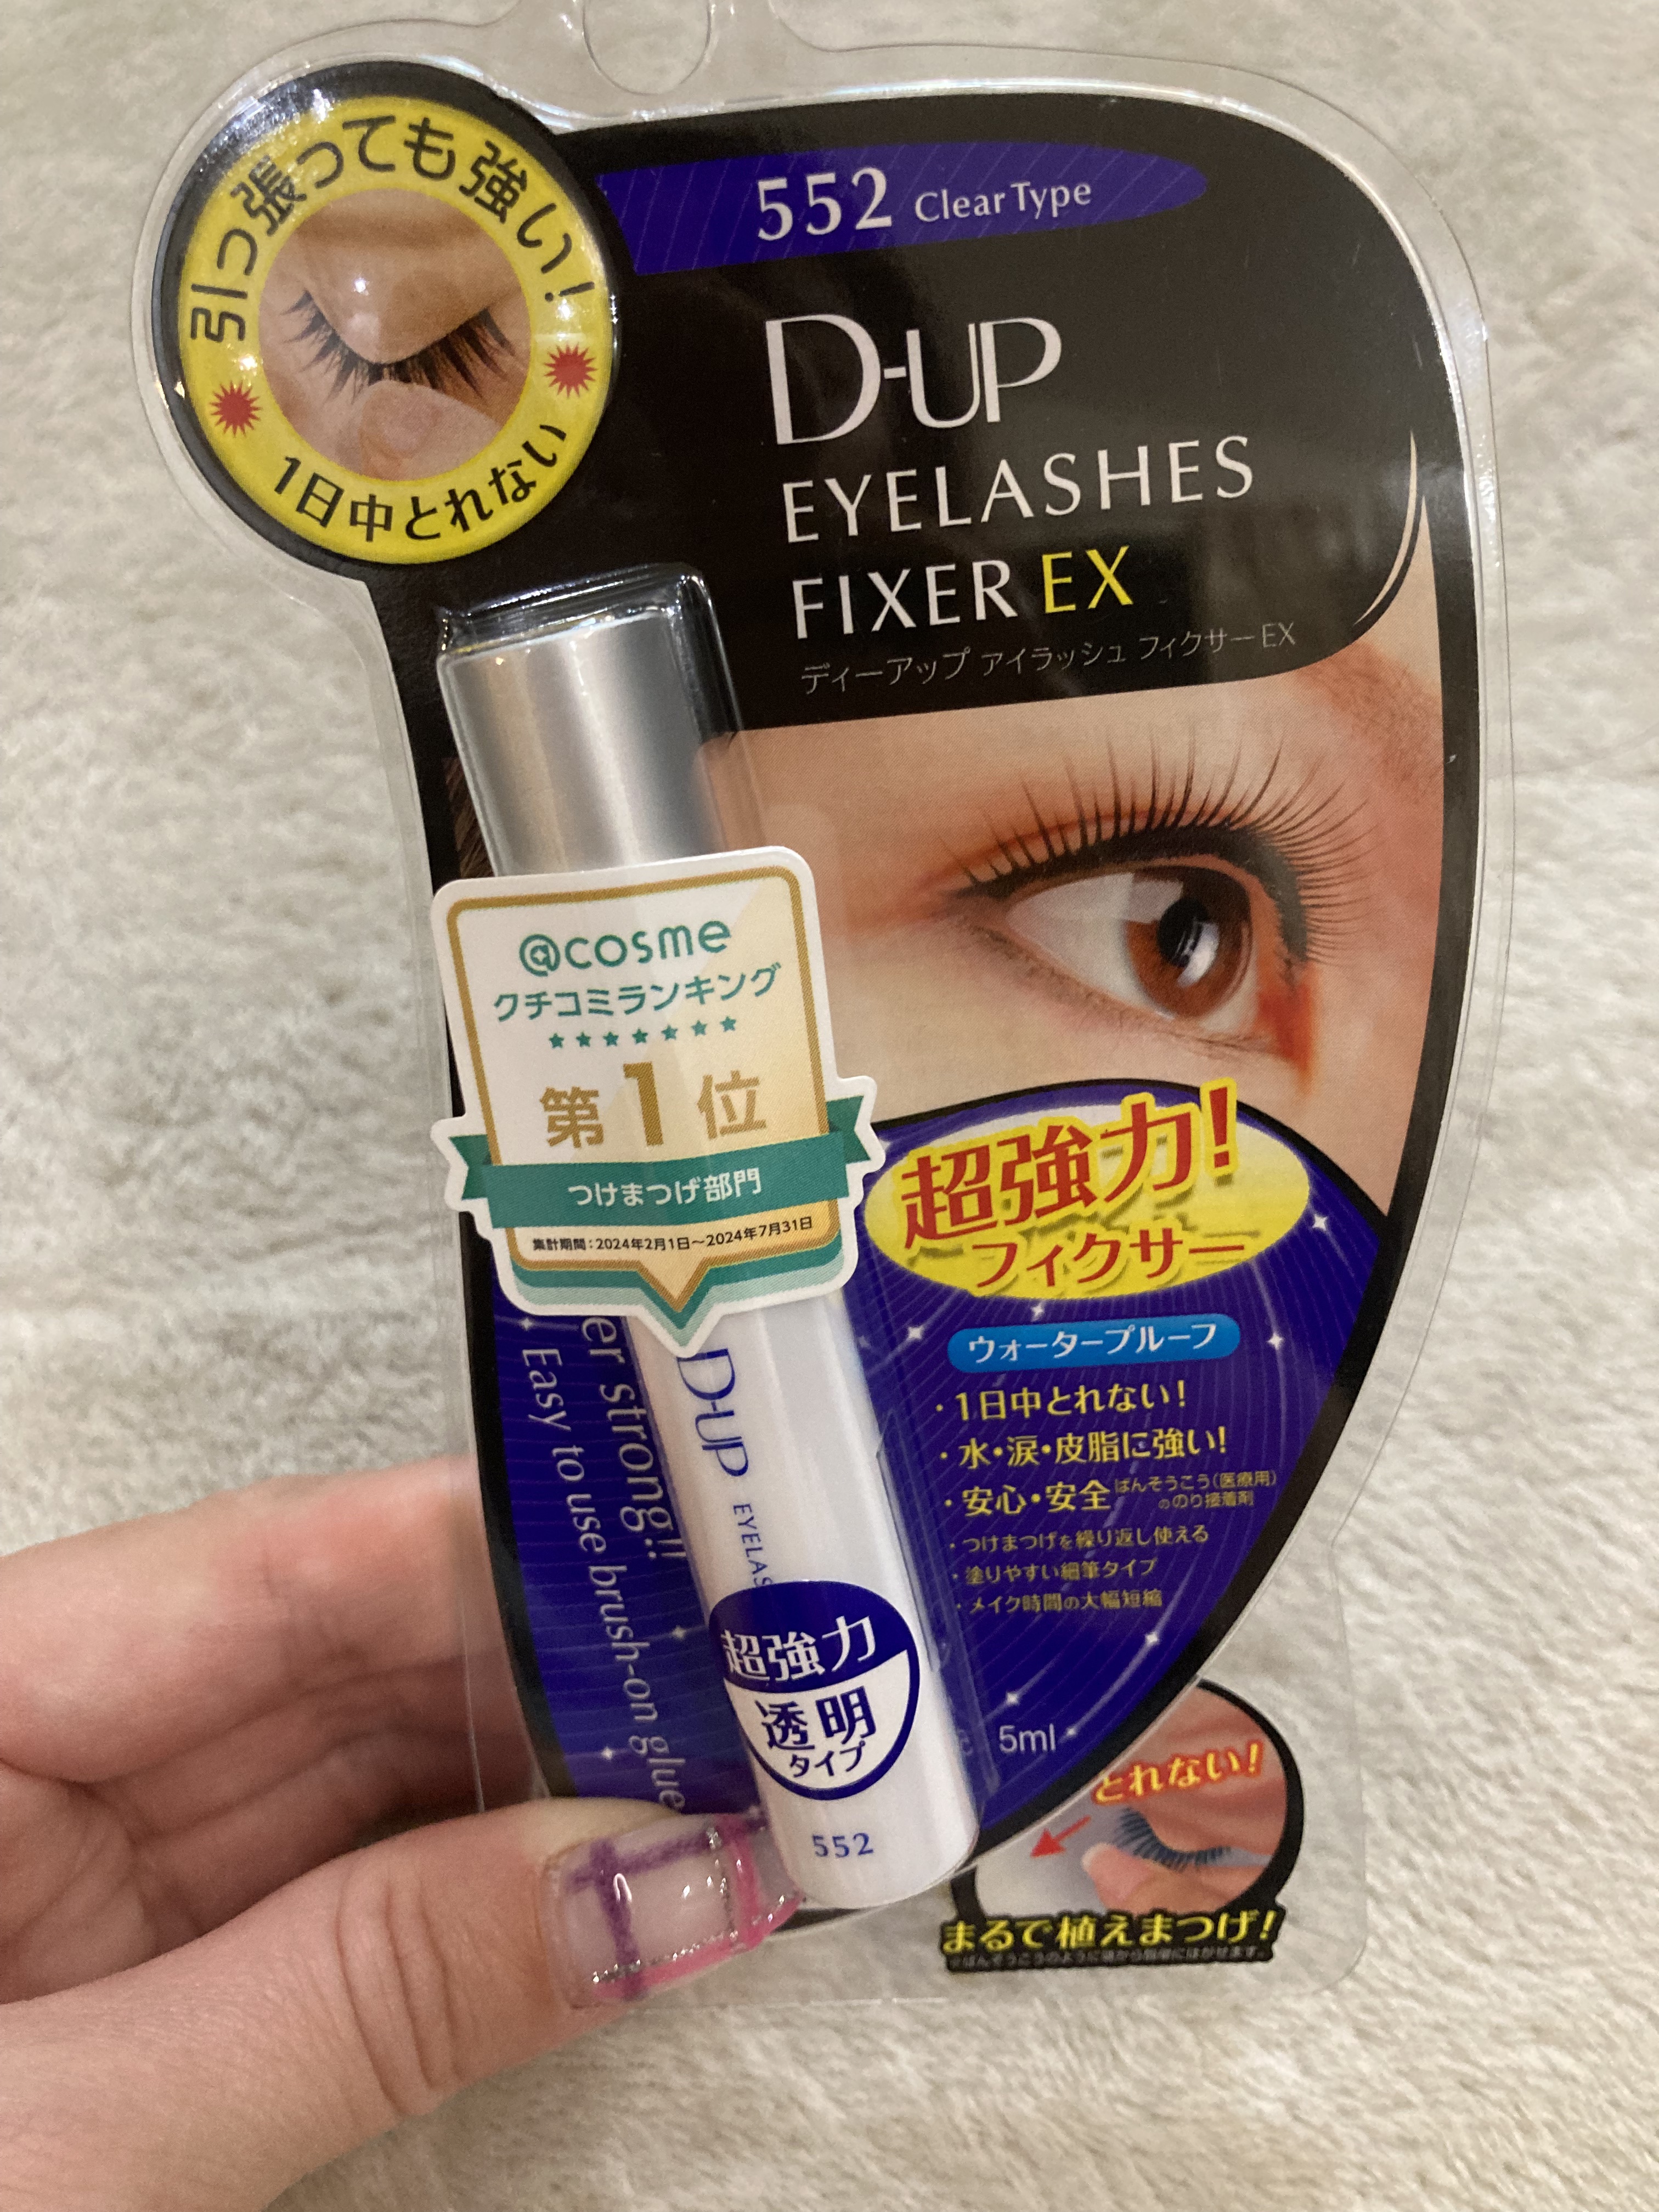 引っ張っても強い!
1日中とれない
552 Clear Type
D-UP
EYELASHES
FIXER EX
ディーアップ アイラッシュ フィクサー EX
@cosme
クチコミランキング
第1位
つけまつげ部門
集計期間:2024年2月1日～2024年7月31日
超強力!
フィクサー
ウォータープルーフ
・1日中とれない!
・水・涙・皮脂に強い!
・安心・安全 ばんそうこう(医療用)
ののり接着剤
・つけまつげを繰り返し使える
・塗りやすい細筆タイプ
・メイク時間の大幅短縮
er strong!!
Easy to use brush-on glue
D-UP EYELAS
超強力
透明
タイプ
552
5ml
とれない!
まるで植えまつげ!